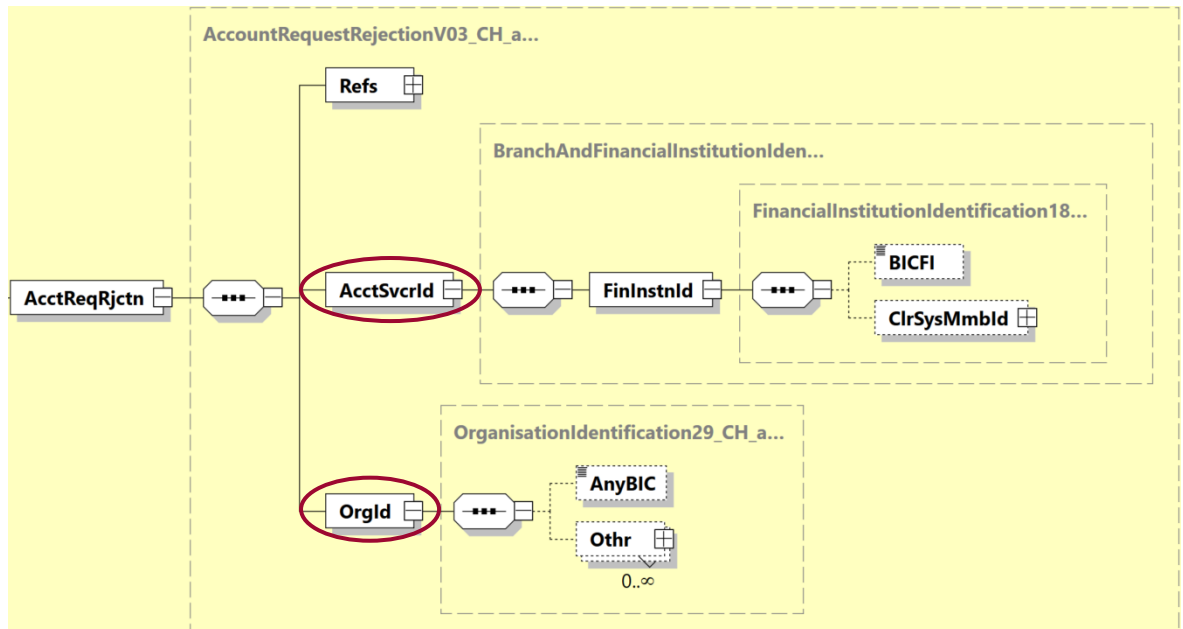 AccountRequestRejectionV03_CH_a...
Refs
BranchAndFinancialInstitutionIden...
FinancialInstitutionIdentification18...
BICFI
AcctReqRjctn
AcctSvcrId
FinInstnId
ClrSysMmbId
OrganisationIdentification29_CH_a...
AnyBIC
OrgId
Othr
0..∞